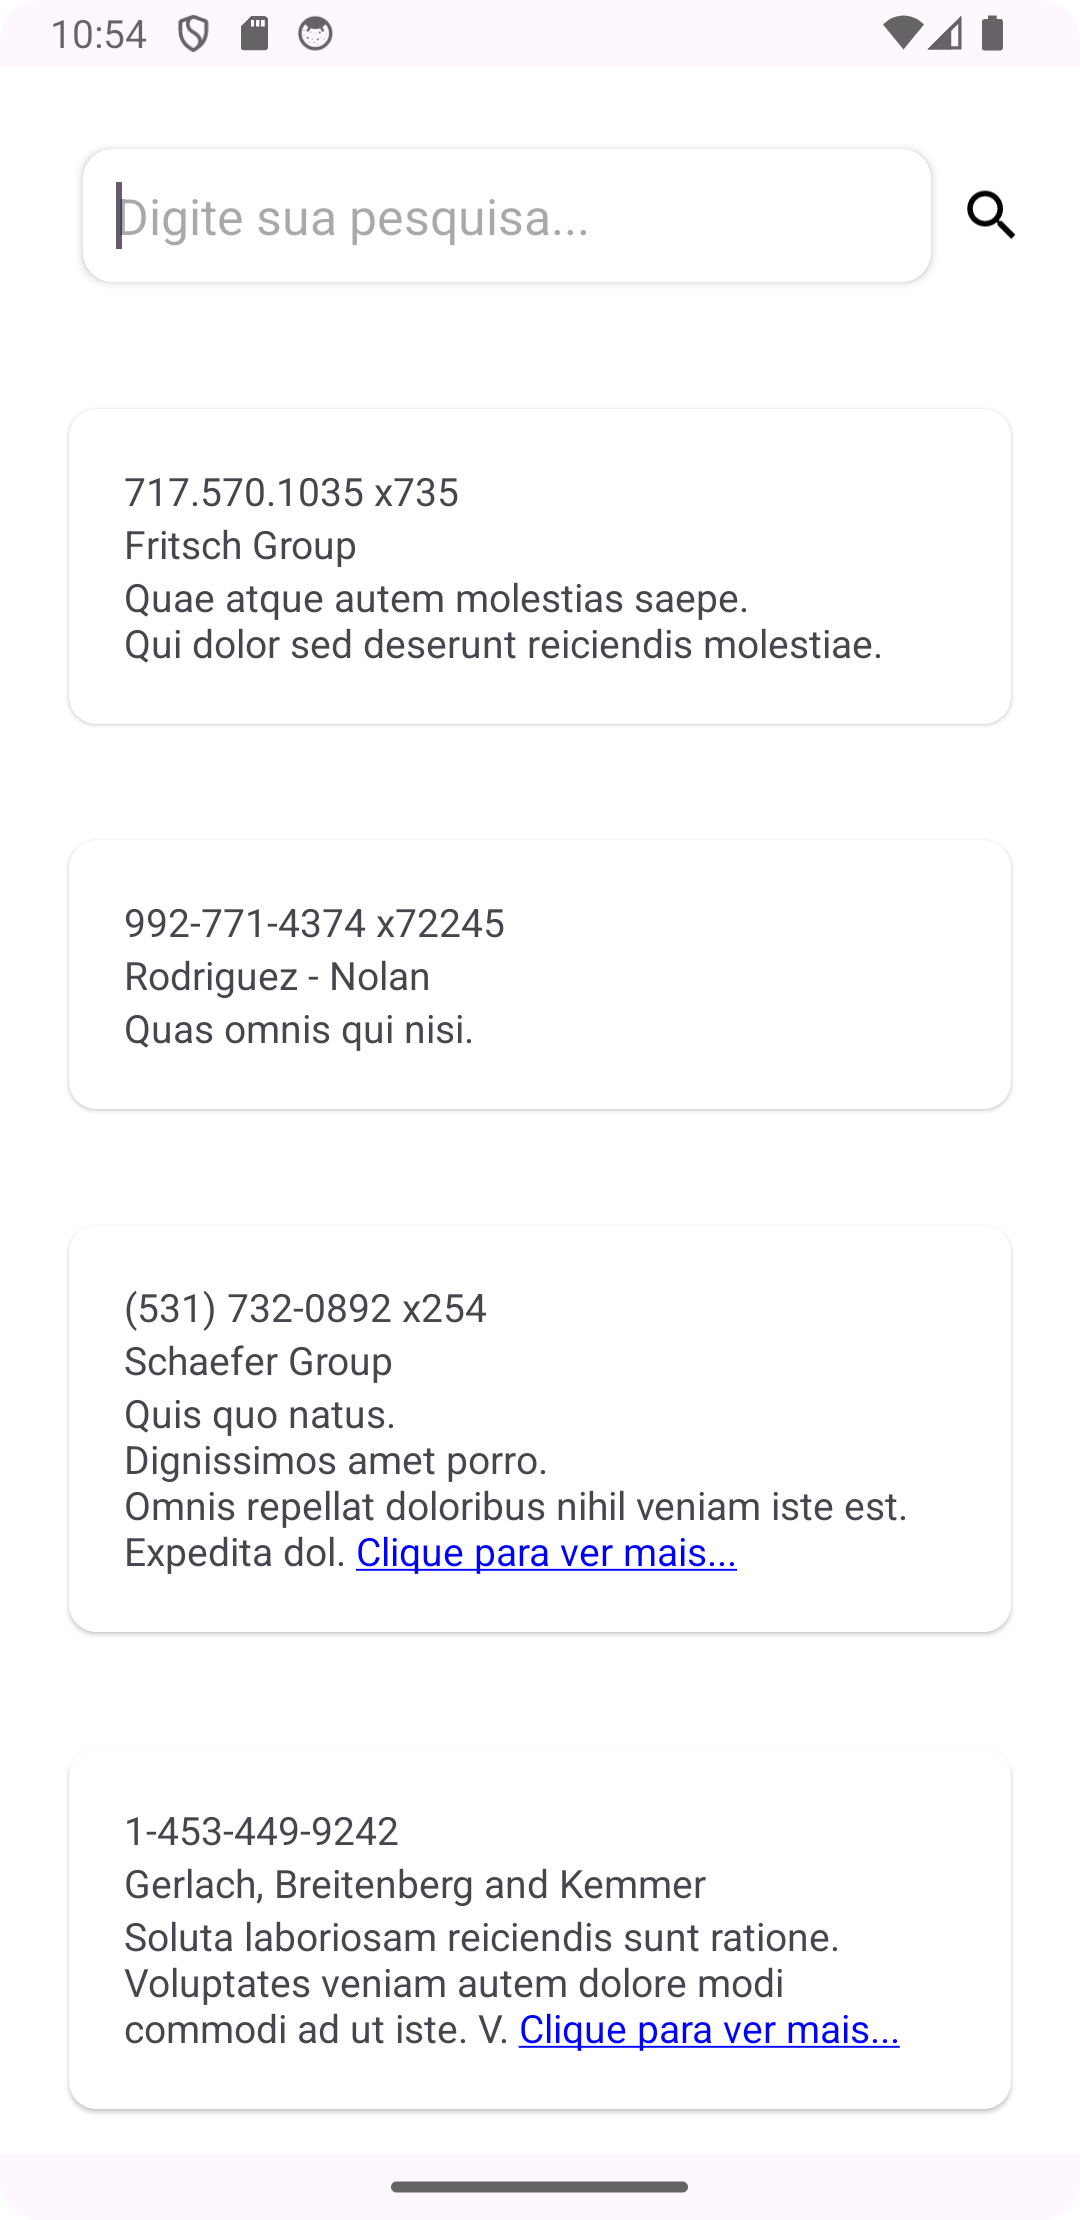 10:54
Digite sua pesquisa...
717.570.1035 x735
Fritsch Group
Quae atque autem molestias saepe.
Qui dolor sed deserunt reiciendis molestiae.
992-771-4374 x72245
Rodriguez - Nolan
Quas omnis qui nisi.
(531) 732-0892 x254
Schaefer Group
Quis quo natus.
Dignissimos amet porro.
Omnis repellat doloribus nihil veniam iste est.
Expedita dol. Clique para ver mais...
1-453-449-9242
Gerlach, Breitenberg and Kemmer
Soluta laboriosam reiciendis sunt ratione.
Voluptates veniam autem dolore modi
commodi ad ut iste. V. Clique para ver mais...